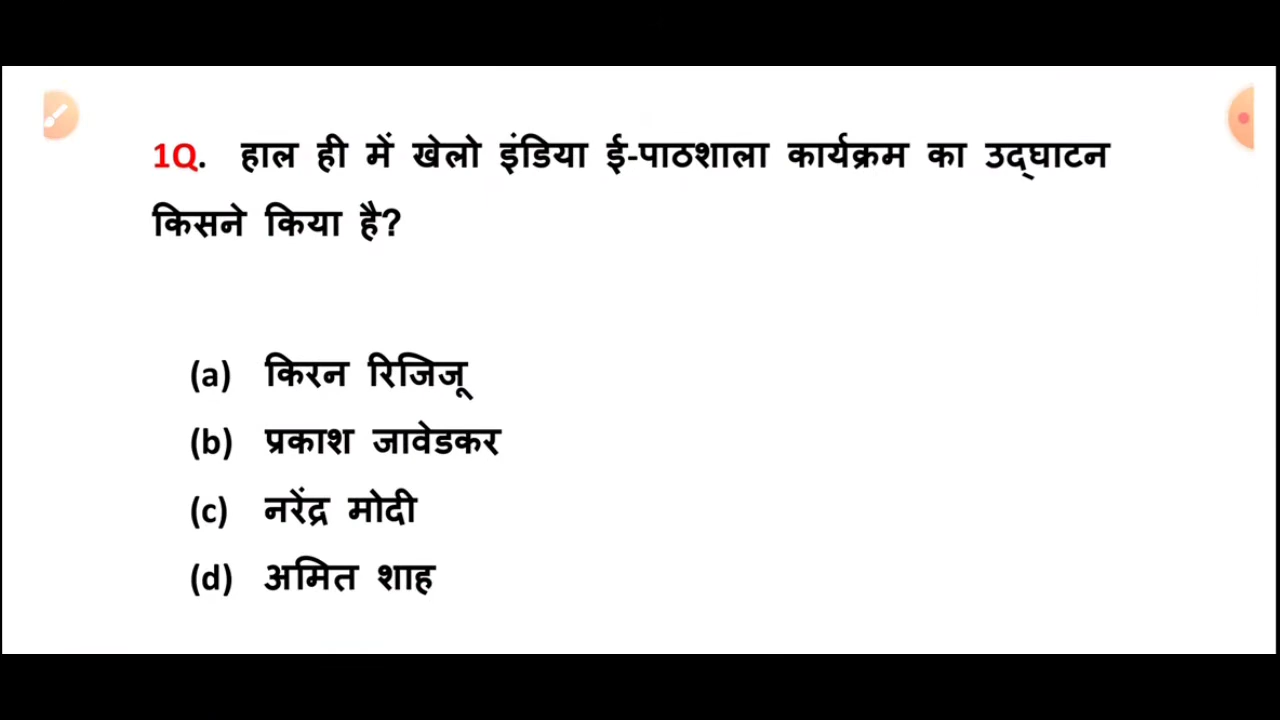 1Q. हाल ही में खेलो इंडिया ई-पाठशाला कार्यक्रम का उद्घाटन
किसने किया है?
(a) किरन रिजिजू
(b) प्रकाश जावेडकर
(c) नरेंद्र मोदी
(d) अमित शाह